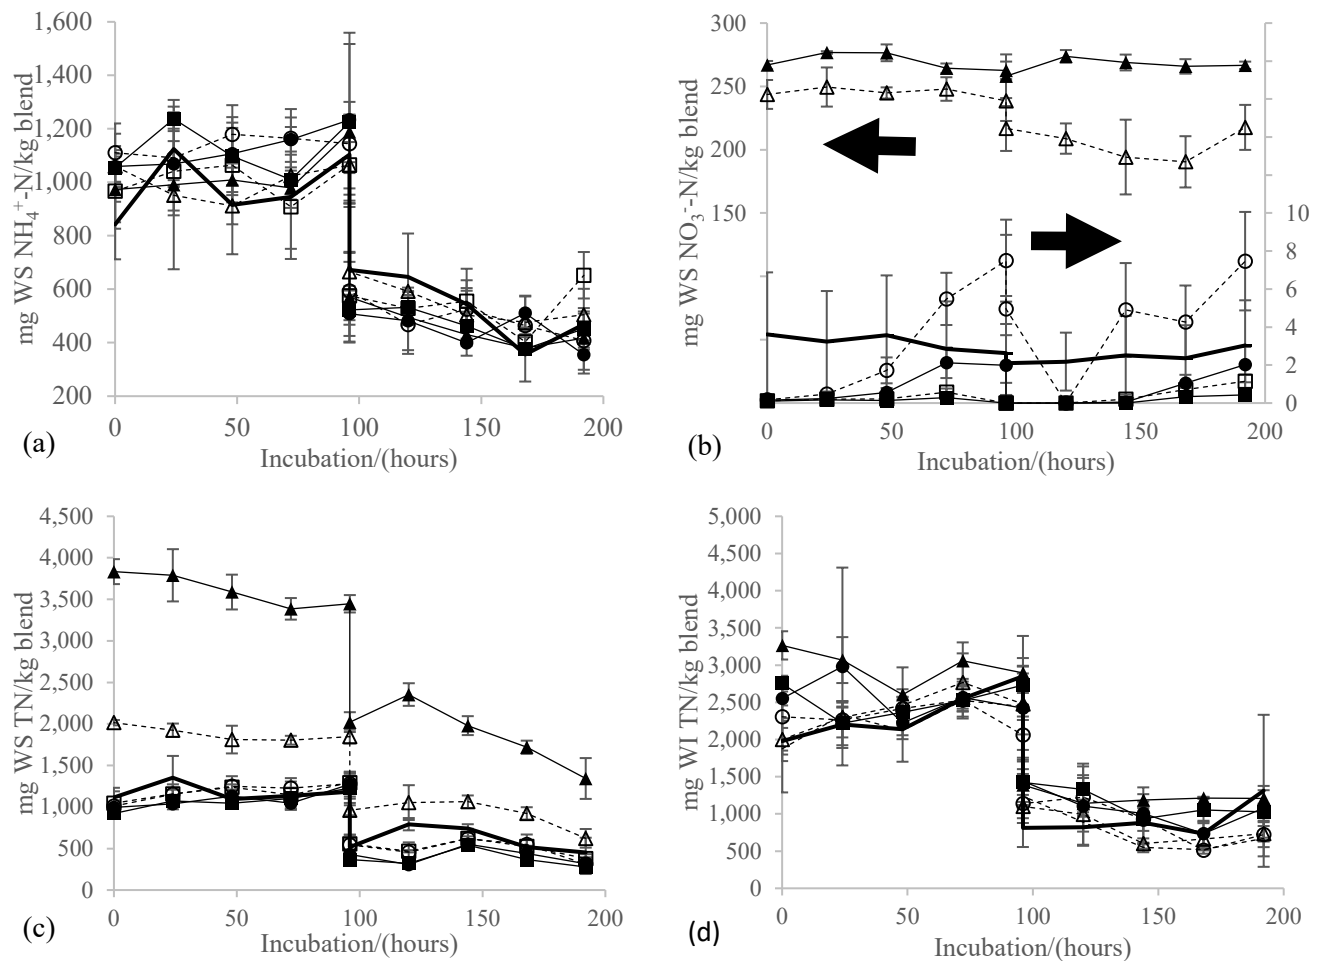 1,600
1,400
1,200
1,000
800
600
400
200
mg WS NH₄⁺-N/kg blend
0 50 100 150 200
(a)
Incubation/(hours)
300
250
200
150
mg WS NO₃⁻-N/kg blend
10
8
6
4
2
0
0 50 100 150 200
(b)
Incubation/(hours)
4,500
4,000
3,500
3,000
2,500
2,000
1,500
1,000
500
0
mg WS TN/kg blend
0 50 100 150 200
(c)
Incubation/(hours)
5,000
4,500
4,000
3,500
3,000
2,500
2,000
1,500
1,000
500
0
mg WI TN/kg blend
0 50 100 150 200
(d)
Incubation/(hours)